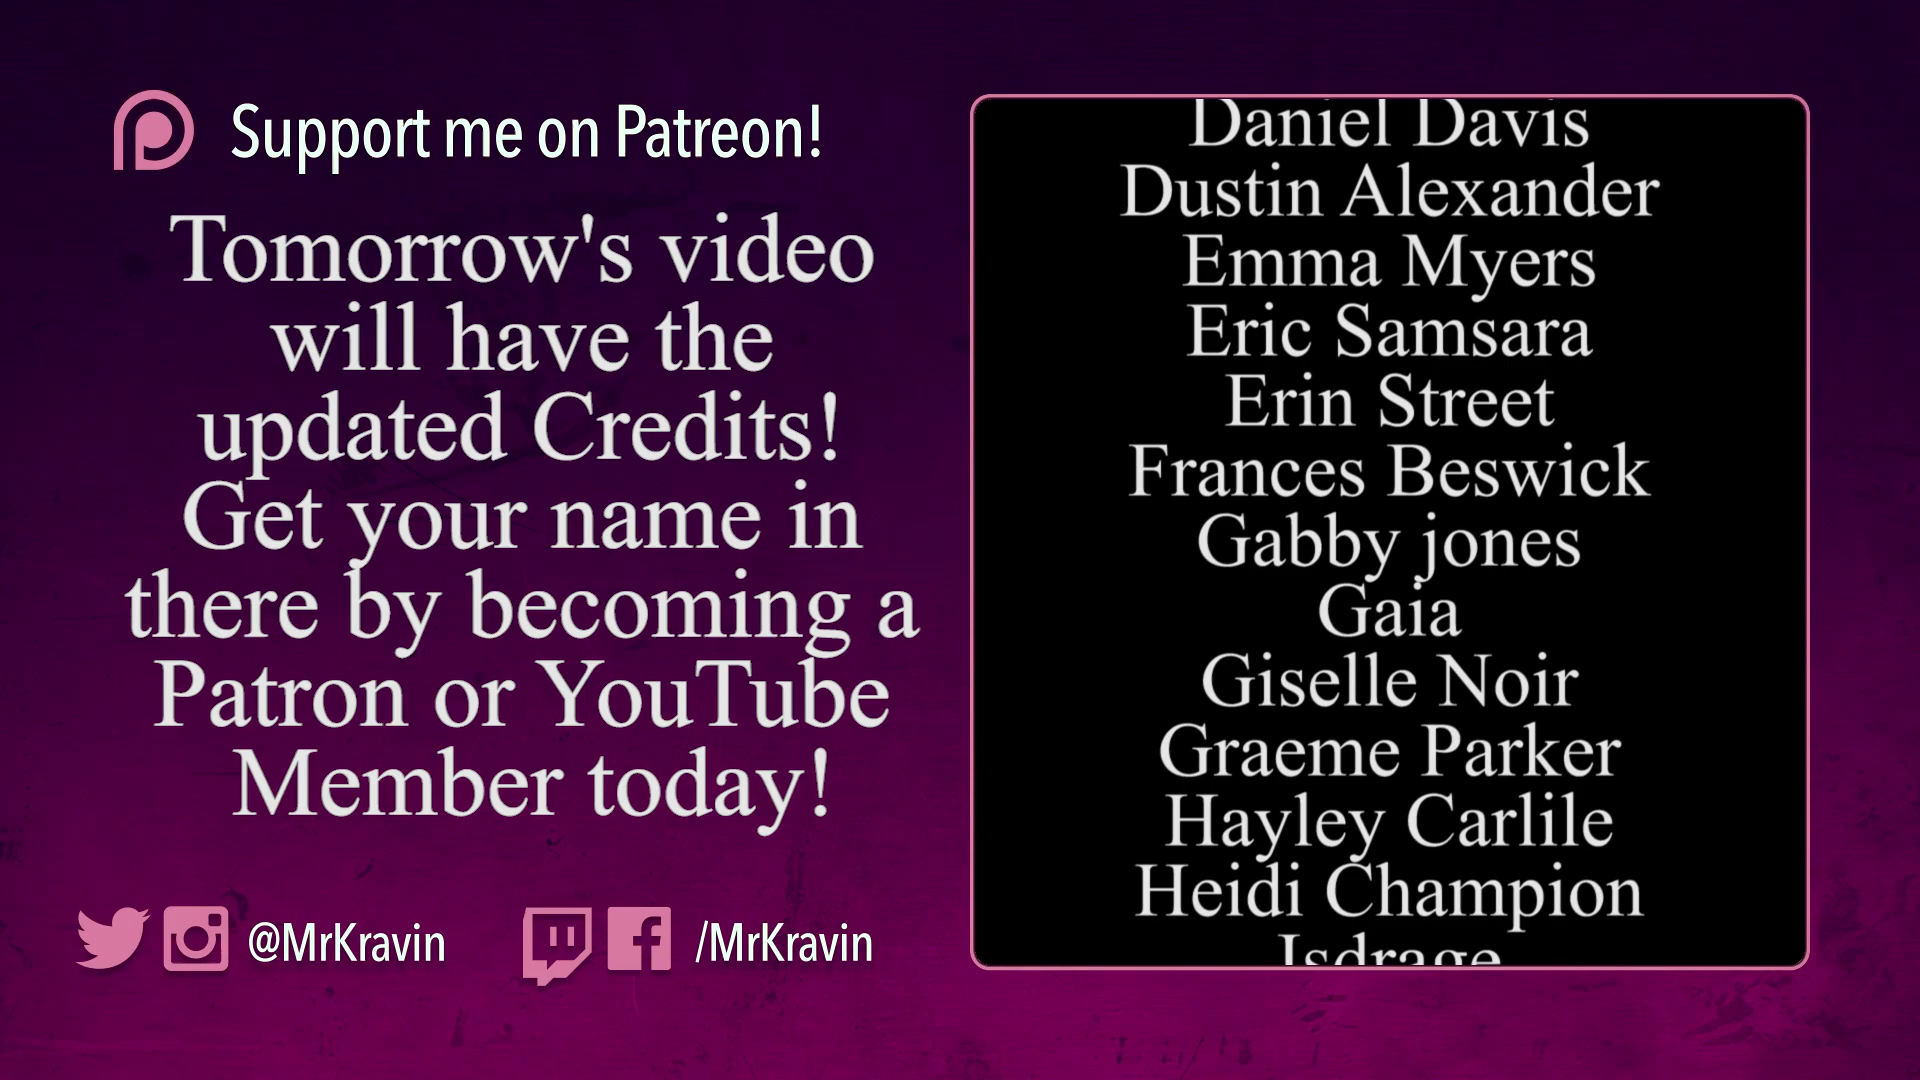 Support me on Patreon!
Tomorrow's video
will have the
updated Credits!
Get your name in
there by becoming a
Patron or YouTube
Member today!
@MrKravin
/MrKravin
Daniel Davis
Dustin Alexander
Emma Myers
Eric Samsara
Erin Street
Frances Beswick
Gabby jones
Gaia
Giselle Noir
Graeme Parker
Hayley Carlile
Heidi Champion
Isdrage